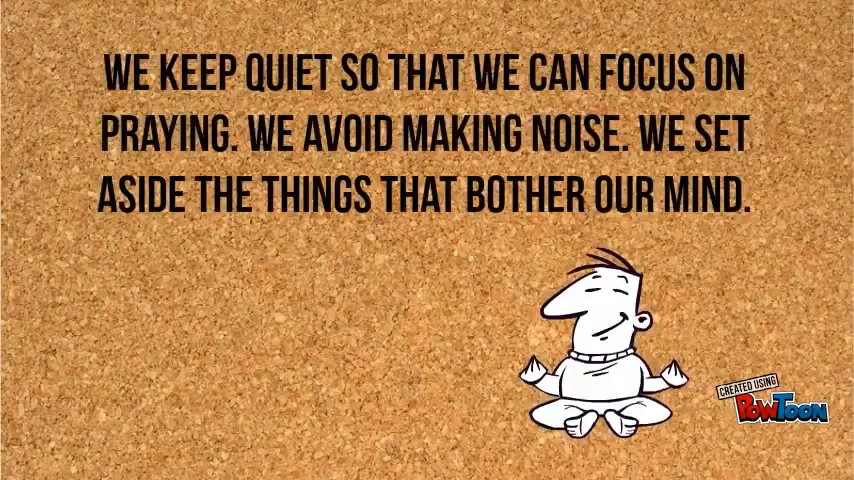 WE KEEP QUIET SO THAT WE CAN FOCUS ON
PRAYING. WE AVOID MAKING NOISE. WE SET
ASIDE THE THINGS THAT BOTHER OUR MIND.
CREATED USING
POWTOON